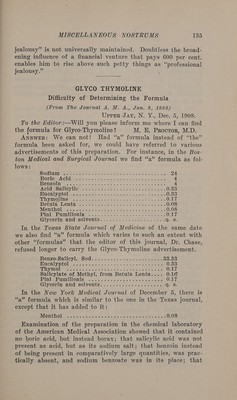 MISCELLANEOUS NOSTRUMS 135
jealousy" is not universally maintained. Doubtless the broad-
ening influence of a financial venture that pays 600 per cent.
enables him to rise above such petty things as "professional
jealousy."
GLYCO THYMOLINE
Difficulty of Determining the Formula
(From The Journal A. M. A., Jan. 2, 1909)
UPPER JAY, N. Y., Dec. 5, 1908.
To the Editor:—Will you please inform me where I can find
the formula for Glyco-Thymoline? M. E. PROCTOR, M.D.
ANSWER: We can not! Had "a" formula instead of "the"
formula been asked for, we could have referred to various
advertisements of this preparation. For instance, in the Bos-
ton Medical and Surgical Journal we find "a" formula as fol-
lows:
Sodium ........ 24
Boric Acid ........ 4
Benzoin ........ 4
Acid Salicylic ........ 0.33
Eucalyptol ........ 0.33
Thymoline ........ 0.17
Betula Lenta ........ 0.08
Menthol ........ 0.08
Pini Pumilionis ........ 0.17
Glycerin and solvents ........ q. s.
In the Texas State Journal of Medicine of the same date
we also find "a" formula which varies to such an extent with
other "formulas" that the editor of this journal, Dr. Chase,
refused longer to carry the Glyco-Thymoline advertisement.
Benzo-Salicyl. Sod ........ 33.33
Eucalyptol ........ 0.33
Thymol ........ 0.17
Salicylate of Methyl, from Betula Lenta ........ 0.16
Pini Pumilionis ........ 0.17
Glycerin and solvents ........ q. s.
In the New York Medical Journal of December 5, there is
"a" formula which is similar to the one in the Texas journal,
except that it has added to it:
Menthol ........ 0.08
Examination of the preparation in the chemical laboratory
of the American Medical Association showed that it contained
no boric acid, but instead borax; that salicylic acid was not
present as acid, but as its sodium salt; that benzoin instead
of being present in comparatively large quantities, was prac-
tically absent, and sodium benzoate was in its place; that